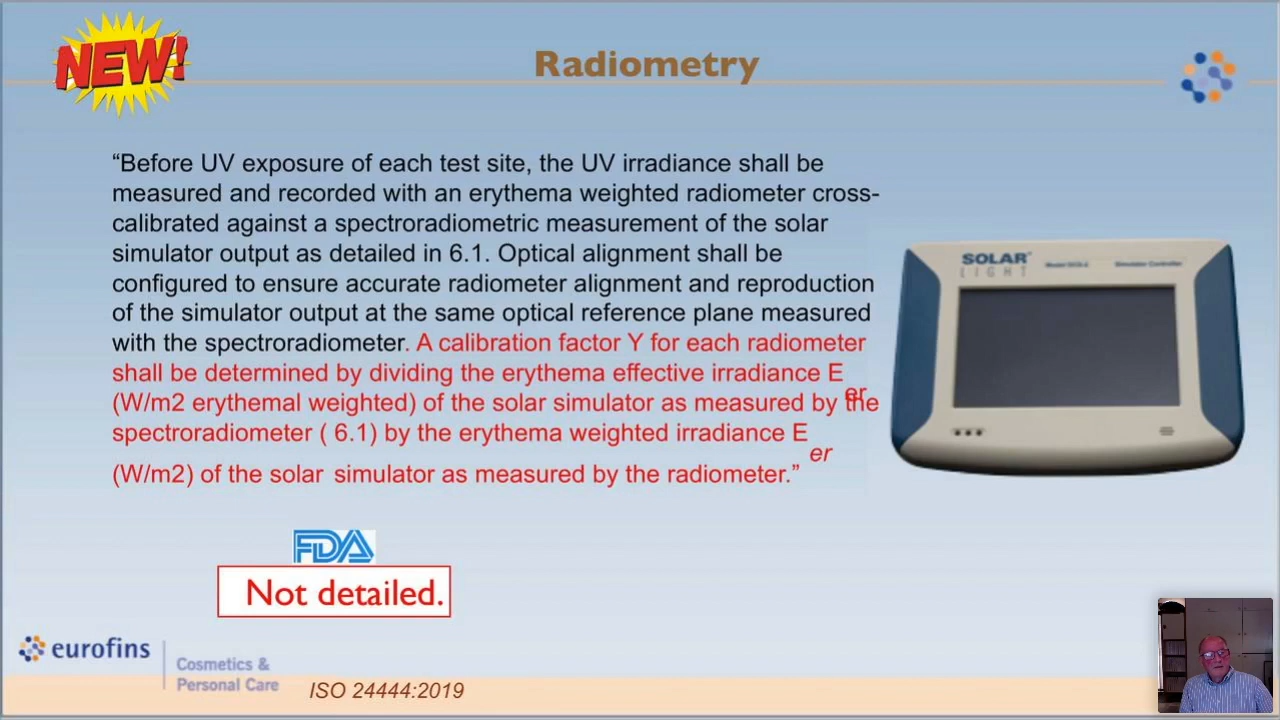 NEW!
Radiometry
“Before UV exposure of each test site, the UV irradiance shall be
measured and recorded with an erythema weighted radiometer cross-
calibrated against a spectroradiometric measurement of the solar
simulator output as detailed in 6.1. Optical alignment shall be
configured to ensure accurate radiometer alignment and reproduction
of the simulator output at the same optical reference plane measured
with the spectroradiometer. A calibration factor Y for each radiometer
shall be determined by dividing the erythema effective irradiance E
er
(W/m2 erythemal weighted) of the solar simulator as measured by the
spectroradiometer ( 6.1) by the erythema weighted irradiance E
er
(W/m2) of the solar simulator as measured by the radiometer.”
SOLAR
LIGHT
Simulator Controller
FDA
Not detailed.
eurofins
Cosmetics &
Personal Care
ISO 24444:2019